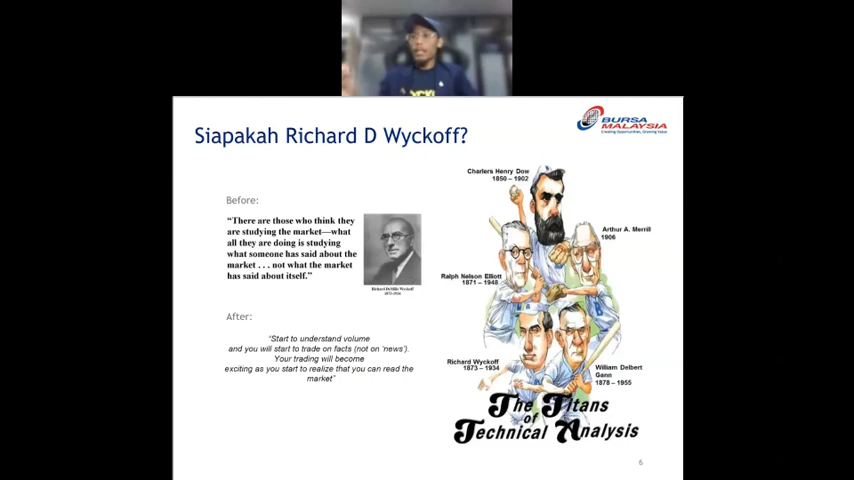 Siapakah Richard D Wyckoff?
BURSA
MALAYSIA
Before:
“There are those who think they
are studying the market—what
all they are doing is studying
what someone has said about the
market . . . not what the market
has said about itself.”
After:
“Start to understand volume
and you will start to trade on facts (not on ‘news’).
Your trading will become
exciting as you start to realize that you can read the
market”
Charlers Henry Dow
1850 – 1902
Arthur A. Merrill
1906
Ralph Nelson Elliott
1871 – 1948
Richard Wyckoff
1873 – 1934
William Delbert
Gann
1878 – 1955
The Titans
of
Technical Analysis
6